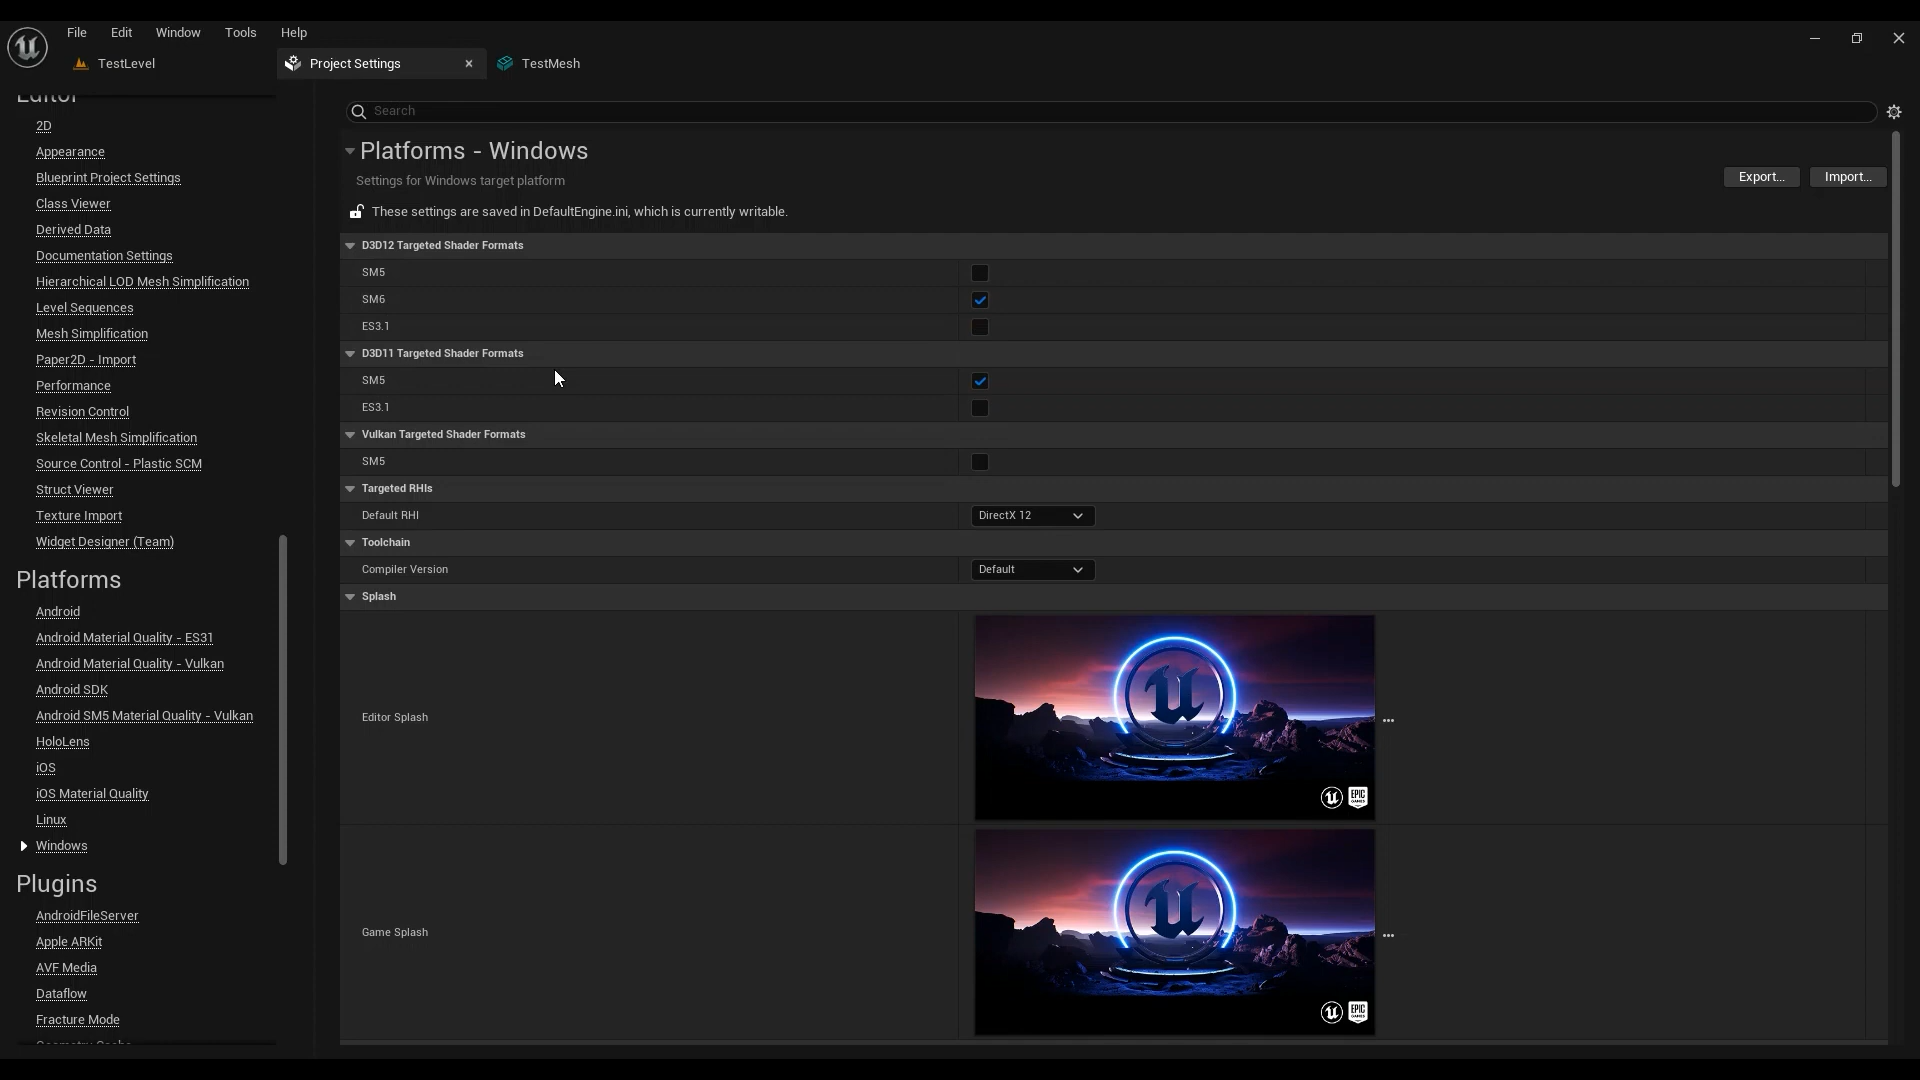 File Edit Window Tools Help
TestLevel
Project Settings
TestMesh
Editor
2D
Appearance
Blueprint Project Settings
Class Viewer
Derived Data
Documentation Settings
Hierarchical LOD Mesh Simplification
Level Sequences
Mesh Simplification
Paper2D - Import
Performance
Revision Control
Skeletal Mesh Simplification
Source Control - Plastic SCM
Struct Viewer
Texture Import
Widget Designer (Team)
Platforms
Android
Android Material Quality - ES31
Android Material Quality - Vulkan
Android SDK
Android SM5 Material Quality - Vulkan
HoloLens
iOS
iOS Material Quality
Linux
Windows
Plugins
AndroidFileServer
Apple ARKit
AVF Media
Dataflow
Fracture Mode
Geometry Cache
Search
Platforms - Windows
Settings for Windows target platform
Export...
Import...
These settings are saved in DefaultEngine.ini, which is currently writable.
D3D12 Targeted Shader Formats
SM5
SM6
ES3.1
D3D11 Targeted Shader Formats
SM5
ES3.1
Vulkan Targeted Shader Formats
SM5
Targeted RHIs
Default RHI
DirectX 12
Toolchain
Compiler Version
Default
Splash
Editor Splash
EPIC GAMES
Game Splash
EPIC GAMES